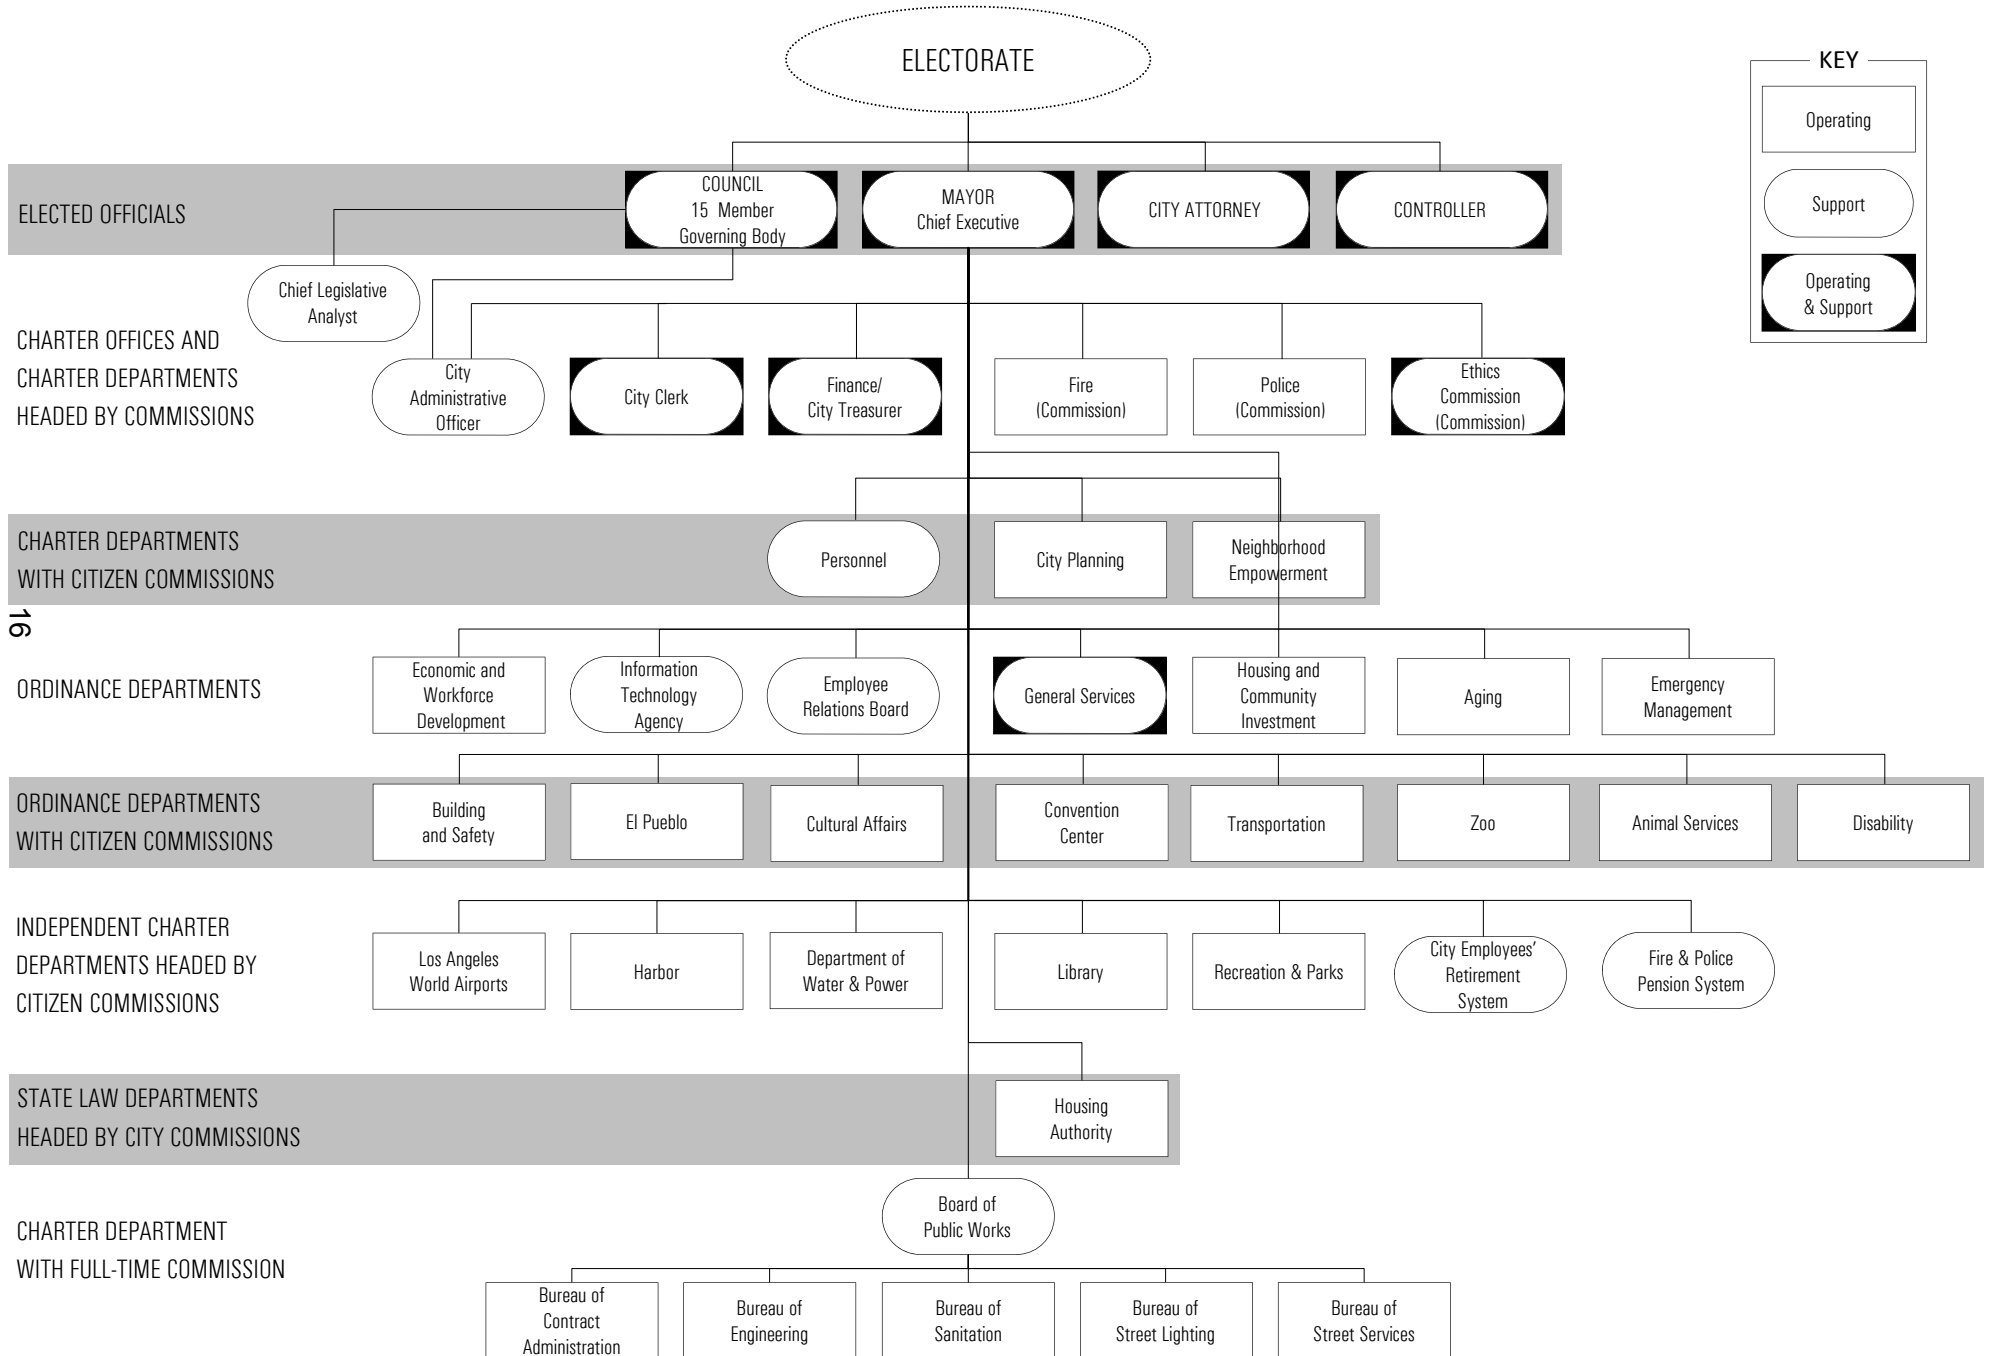 ELECTORATE
KEY
Operating
Support
Operating
& Support
ELECTED OFFICIALS
COUNCIL
15 Member
Governing Body
MAYOR
Chief Executive
CITY ATTORNEY
CONTROLLER
Chief Legislative
Analyst
CHARTER OFFICES AND
CHARTER DEPARTMENTS
HEADED BY COMMISSIONS
City
Administrative
Officer
City Clerk
Finance/
City Treasurer
Fire
(Commission)
Police
(Commission)
Ethics
Commission
(Commission)
CHARTER DEPARTMENTS
WITH CITIZEN COMMISSIONS
Personnel
City Planning
Neighborhood
Empowerment
16
ORDINANCE DEPARTMENTS
Economic and
Workforce
Development
Information
Technology
Agency
Employee
Relations Board
General Services
Housing and
Community
Investment
Aging
Emergency
Management
ORDINANCE DEPARTMENTS
WITH CITIZEN COMMISSIONS
Building
and Safety
El Pueblo
Cultural Affairs
Convention
Center
Transportation
Zoo
Animal Services
Disability
INDEPENDENT CHARTER
DEPARTMENTS HEADED BY
CITIZEN COMMISSIONS
Los Angeles
World Airports
Harbor
Department of
Water & Power
Library
Recreation & Parks
City Employees'
Retirement
System
Fire & Police
Pension System
STATE LAW DEPARTMENTS
HEADED BY CITY COMMISSIONS
Housing
Authority
CHARTER DEPARTMENT
WITH FULL-TIME COMMISSION
Board of
Public Works
Bureau of
Contract
Administration
Bureau of
Engineering
Bureau of
Sanitation
Bureau of
Street Lighting
Bureau of
Street Services